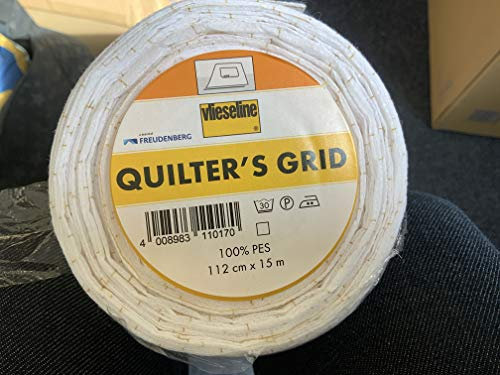 vlieseline
®
FREUDENBERG
QUILTER'S GRID
30 P
4 008983 110170
100% PES
112 cm x 15 m